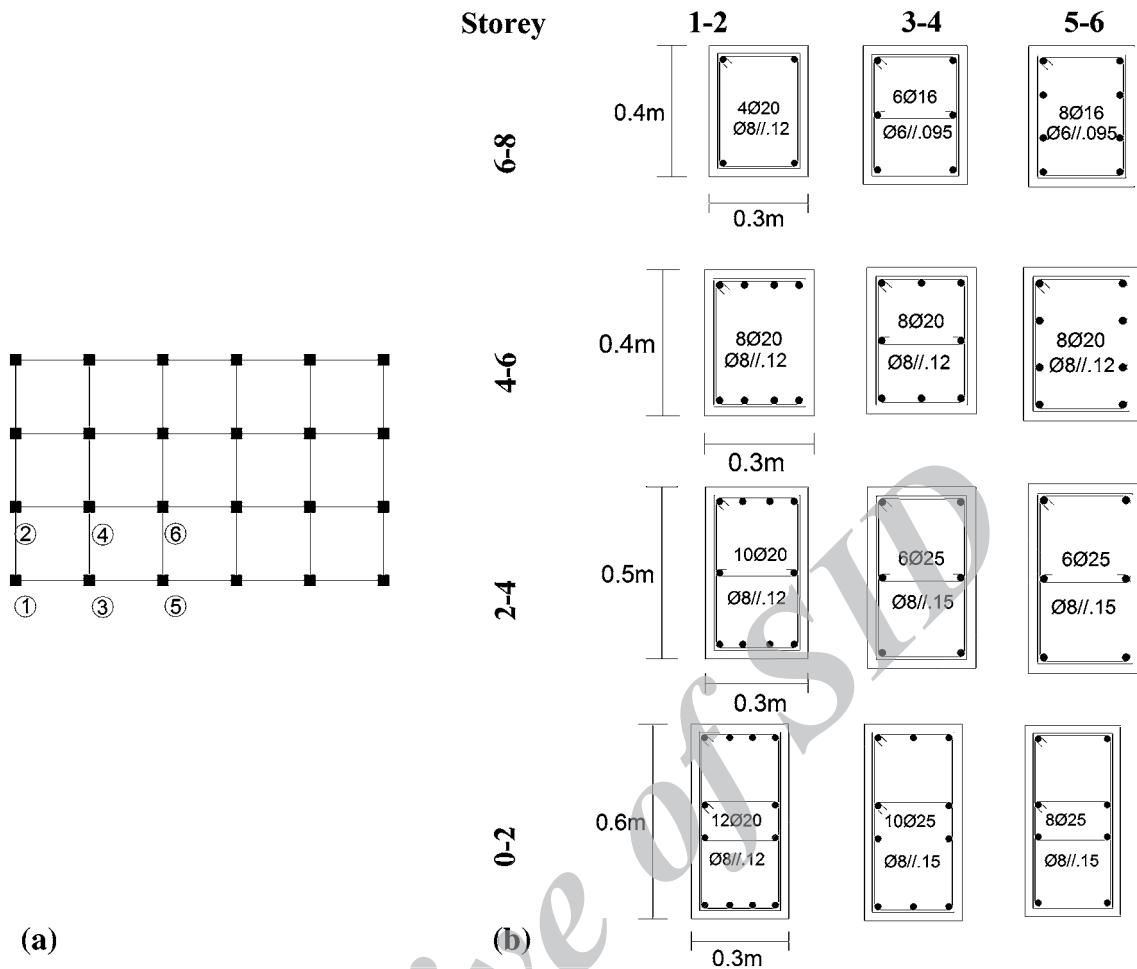 Storey 1-2 3-4 5-6
6-8
0.4m
4Ø20
Ø8//.12
0.3m
6Ø16
Ø6//.095
8Ø16
Ø6//.095
4-6
0.4m
8Ø20
Ø8//.12
0.3m
8Ø20
Ø8//.12
8Ø20
Ø8//.12
② ④ ⑥
① ③ ⑤
2-4
0.5m
10Ø20
Ø8//.12
0.3m
6Ø25
Ø8//.15
6Ø25
Ø8//.15
0-2
0.6m
12Ø20
Ø8//.12
0.3m
10Ø25
Ø8//.15
8Ø25
Ø8//.15
(a) (b)
ive of SID